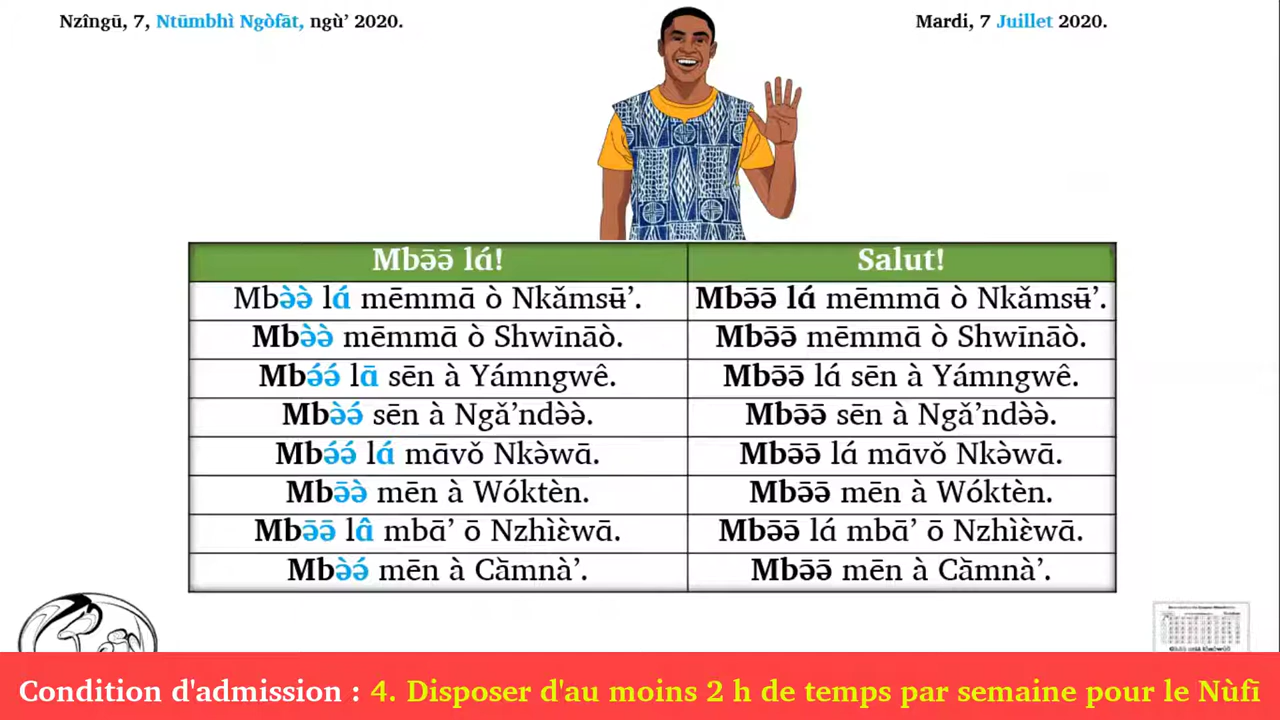 Nzîngū, 7, Ntūmbhì Ngòfāt, ngù’ 2020.
Mardi, 7 Juillet 2020.
Mbə̄ə̄ lá!
Salut!
Mbə̀ə̀ lá mēmmā ò Nkǎmsʉ̄’.
Mbə̄ə̄ lá mēmmā ò Nkǎmsʉ̄’.
Mbə̀ə̀ mēmmā ò Shwīnāò.
Mbə̄ə̄ mēmmā ò Shwīnāò.
Mbə́ə́ lā sēn à Yámngwê.
Mbə̄ə̄ lá sēn à Yámngwê.
Mbə̀ə́ sēn à Ngǎ’ndə̀ə̀.
Mbə̄ə̄ sēn à Ngǎ’ndə̀ə̀.
Mbə́ə́ lá māvǒ Nkə̀wā.
Mbə̄ə̄ lá māvǒ Nkə̀wā.
Mbə̄ə̀ mēn à Wóktèn.
Mbə̄ə̄ mēn à Wóktèn.
Mbə̄ə̄ lâ mbā’ ō Nzhìɛ̀wā.
Mbə̄ə̄ lá mbā’ ō Nzhìɛ̀wā.
Mbə̀ə́ mēn à Cāmnà’.
Mbə̄ə̄ mēn à Cāmnà’.
Condition d'admission : 4. Disposer d'au moins 2 h de temps par semaine pour le Nùfī